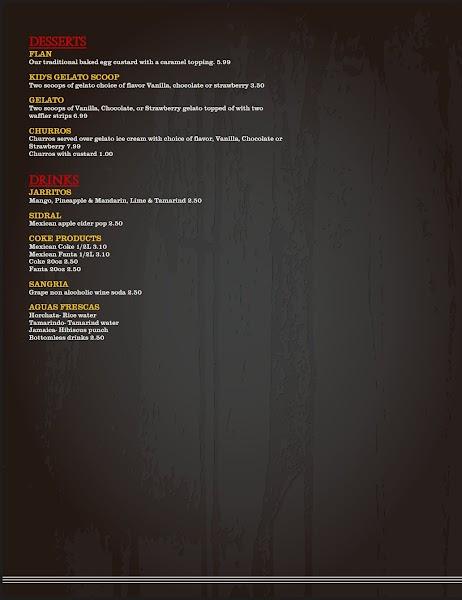 DESSERTS
FLAN
Our traditional baked egg custard with a caramel topping. 5.99
KID'S GELATO SCOOP
Two scoops of gelato choice of flavor Vanilla, chocolate or strawberry 3.50
GELATO
Two scoops of Vanilla, Chocolate, or Strawberry gelato topped of with two
waffler strips 6.99
CHURROS
Churros served over gelato ice cream with choice of flavor, Vanilla, Chocolate or
Strawberry 7.99
Churros with custard 1.00
DRINKS
JARRITOS
Mango, Pineapple & Mandarin, Lime & Tamarind 2.50
SIDRAL
Mexican apple cider pop 2.50
COKE PRODUCTS
Mexican Coke 1/2L 3.10
Mexican Fanta 1/2L 3.10
Coke 20oz 2.50
Fanta 20oz 2.50
SANGRIA
Grape non alcoholic wine soda 2.50
AGUAS FRESCAS
Horchata- Rice water
Tamarindo- Tamarind water
Jamaica- Hibiscus punch
Bottomless drinks 2.50